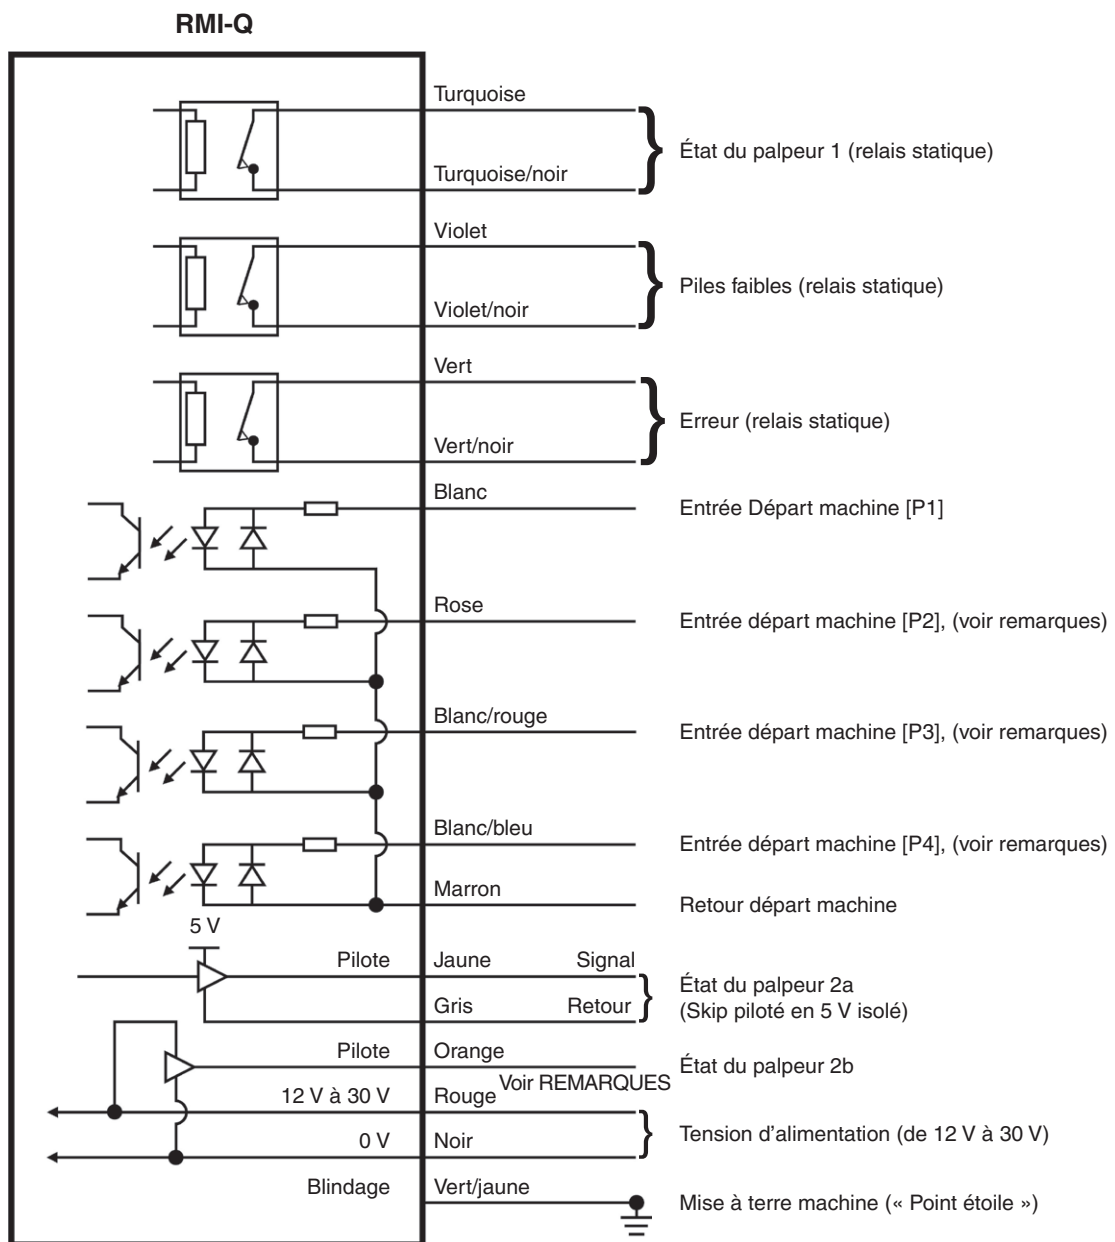 RMI-Q
Turquoise
État du palpeur 1 (relais statique)
Turquoise/noir
Violet
Piles faibles (relais statique)
Violet/noir
Vert
Erreur (relais statique)
Vert/noir
Blanc
Entrée Départ machine [P1]
Rose
Entrée départ machine [P2], (voir remarques)
Blanc/rouge
Entrée départ machine [P3], (voir remarques)
Blanc/bleu
Entrée départ machine [P4], (voir remarques)
Marron
Retour départ machine
5 V
Pilote Jaune Signal
État du palpeur 2a
(Skip piloté en 5 V isolé)
Gris Retour
Pilote Orange
État du palpeur 2b
Voir REMARQUES
12 V à 30 V Rouge
Tension d’alimentation (de 12 V à 30 V)
0 V Noir
Blindage Vert/jaune
Mise à terre machine (« Point étoile »)